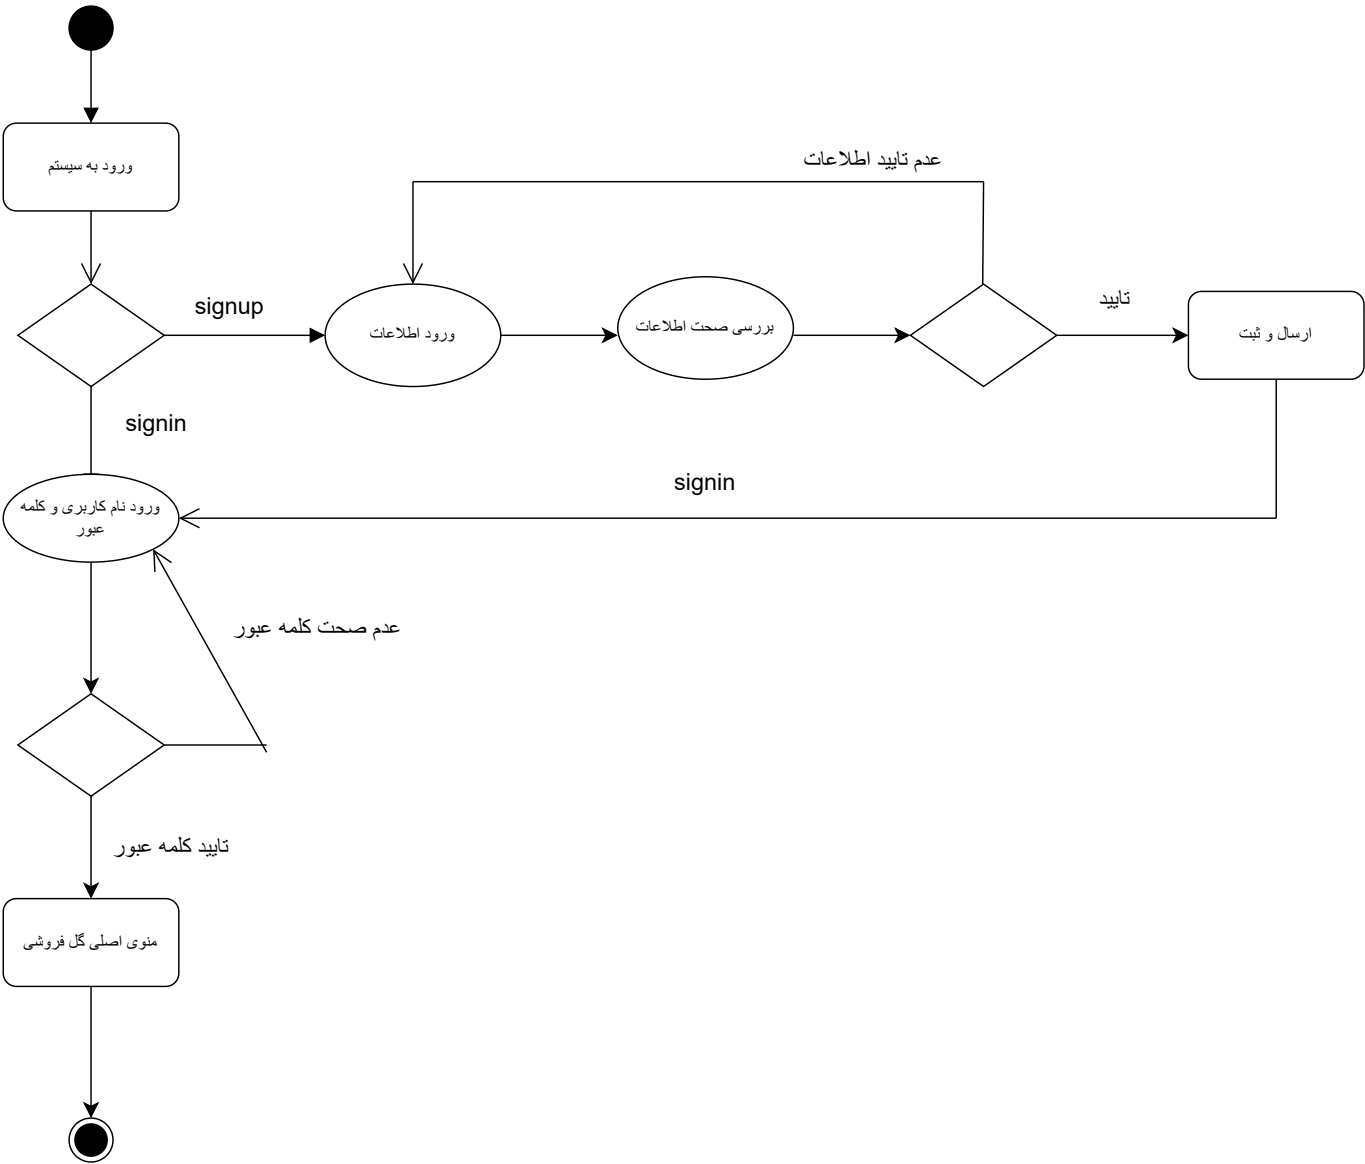 ورود به سیستم
عدم تایید اطلاعات
signup
ورود اطلاعات
بررسی صحت اطلاعات
تایید
ارسال و ثبت
signin
signin
ورود نام کاربری و کلمه
عبور
عدم صحت کلمه عبور
تایید کلمه عبور
منوی اصلی گل فروشی